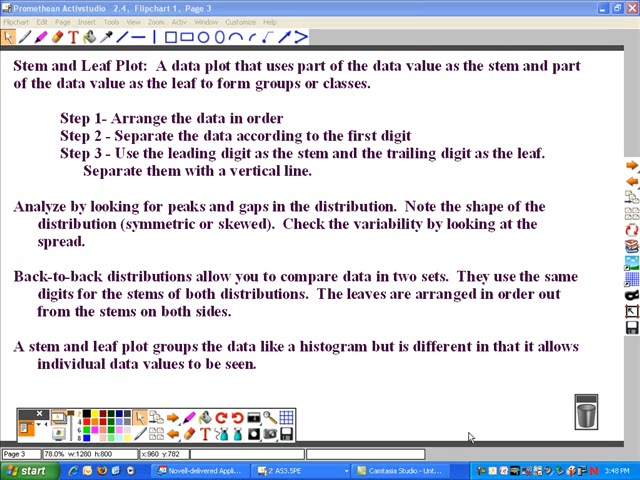 Promethean Activstudio 2.4, Flipchart 1, Page 3
Flipchart Edit Page Insert Tools Activ Window Customize Help
Stem and Leaf Plot: A data plot that uses part of the data value as the stem and part
of the data value as the leaf to form groups or classes.
Step 1- Arrange the data in order
Step 2 - Separate the data according to the first digit
Step 3 - Use the leading digit as the stem and the trailing digit as the leaf.
Separate them with a vertical line.
Analyze by looking for peaks and gaps in the distribution. Note the shape of the
distribution (symmetric or skewed). Check the variability by looking at the
spread.
Back-to-back distributions allow you to compare data in two sets. They use the same
digits for the stems of both distributions. The leaves are arranged in order out
from the stems on both sides.
A stem and leaf plot groups the data like a histogram but is different in that it allows
individual data values to be seen.
Page 3 78.0% w:1280 h:800 x:960 y:782
start Novell-delivered Appl... 2 AS3.5PE Camtasia Studio - Unt... 3:48 PM